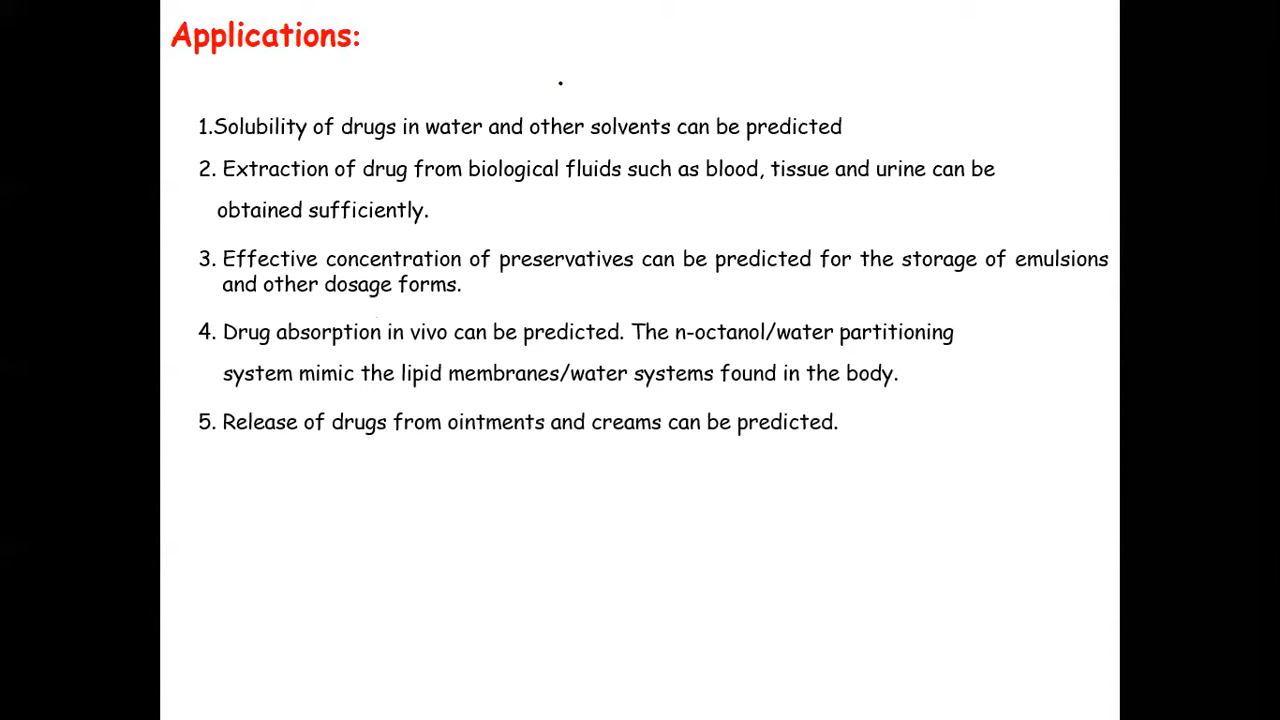 Applications:
1.Solubility of drugs in water and other solvents can be predicted
2. Extraction of drug from biological fluids such as blood, tissue and urine can be
obtained sufficiently.
3. Effective concentration of preservatives can be predicted for the storage of emulsions
and other dosage forms.
4. Drug absorption in vivo can be predicted. The n-octanol/water partitioning
system mimic the lipid membranes/water systems found in the body.
5. Release of drugs from ointments and creams can be predicted.